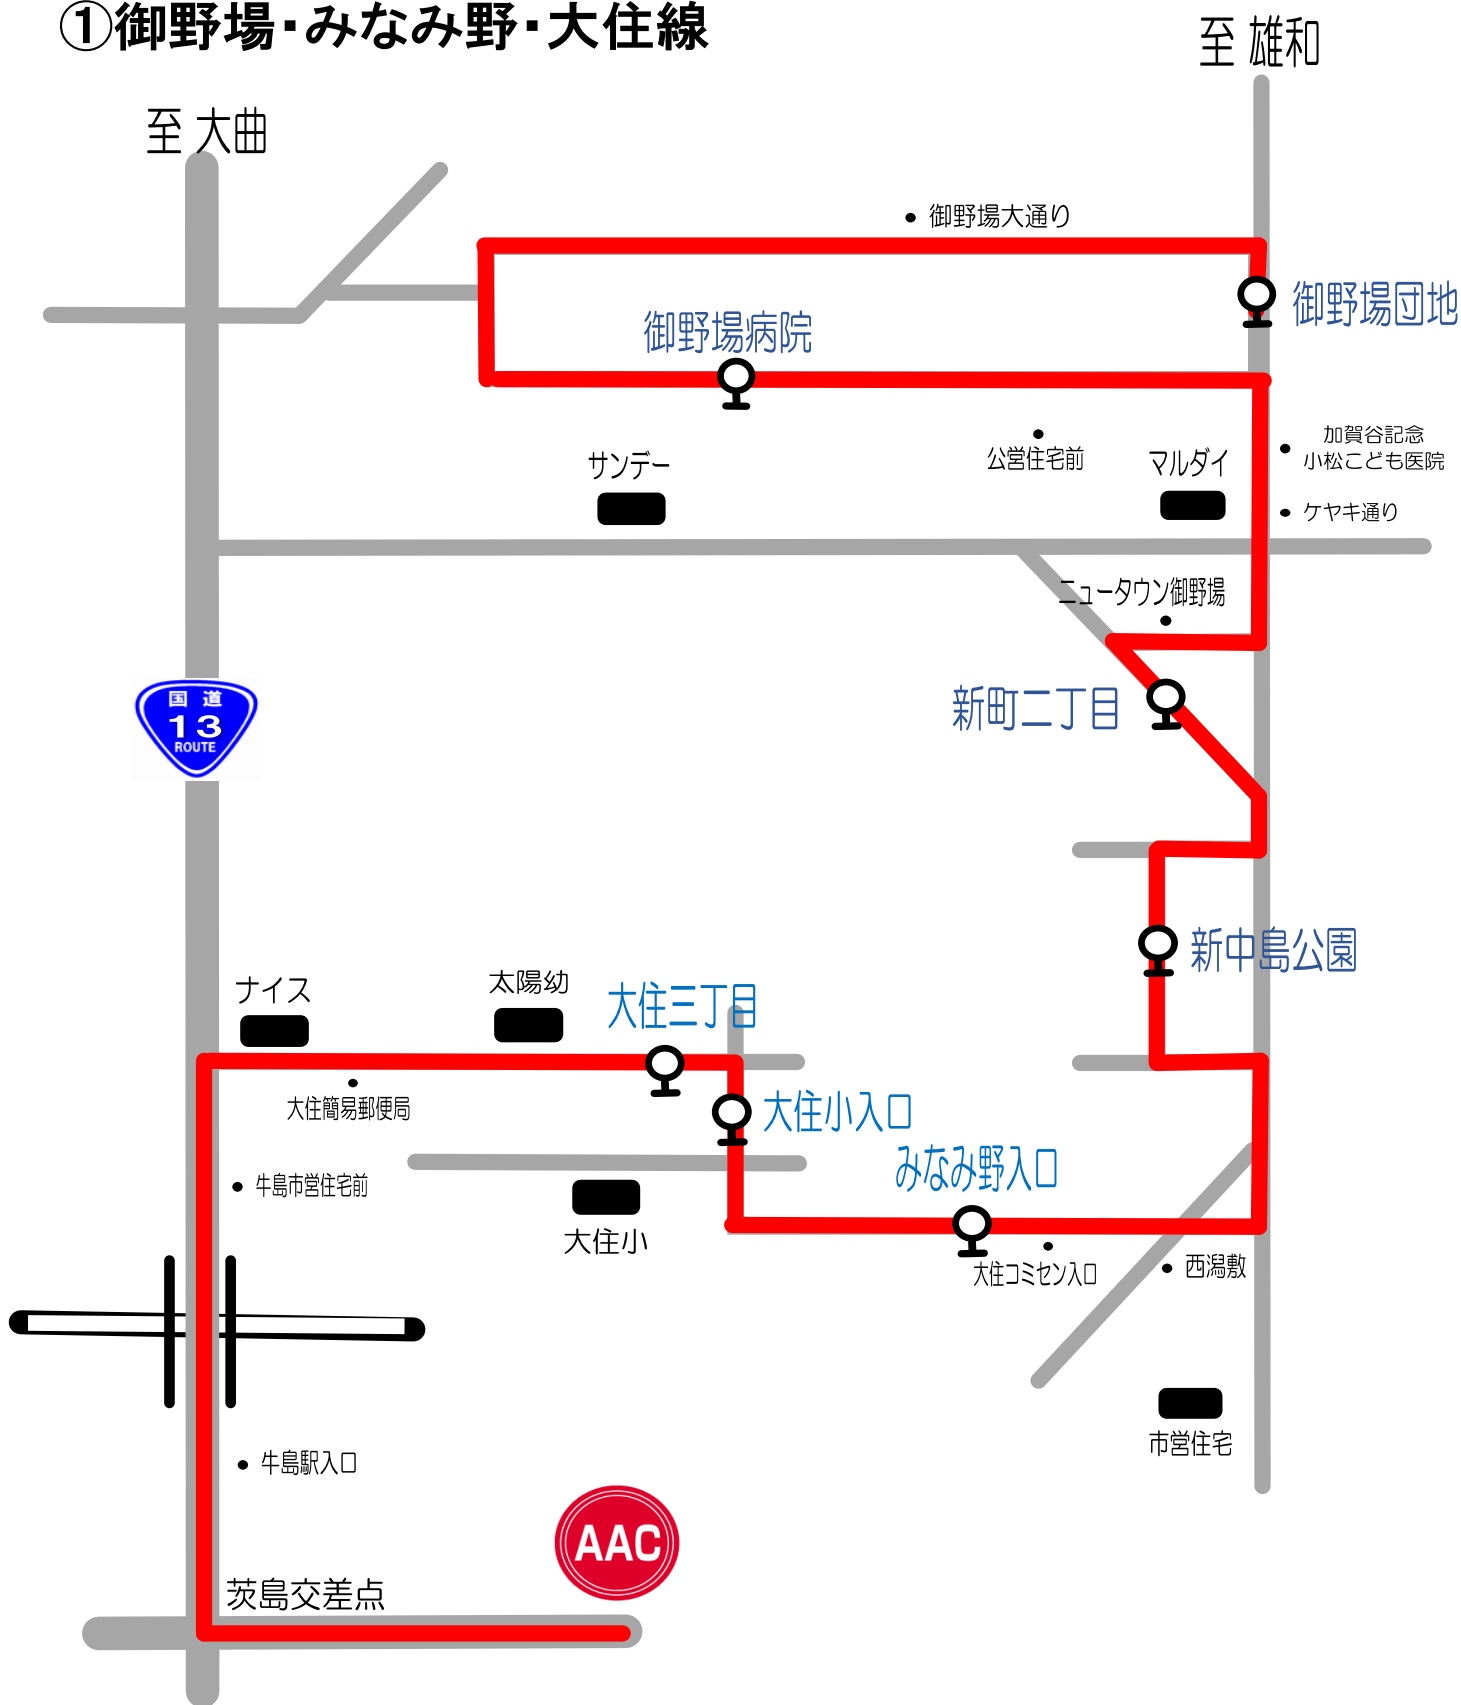 ①御野場・みなみ野・大住線
至 雄和
至 大曲
御野場大通り
御野場団地
御野場病院
加賀谷記念
小松こども医院
公営住宅前
マルダイ
サンデー
ケヤキ通り
ニュータウン御野場
国道
13
ROUTE
新町二丁目
新中島公園
ナイス
太陽幼
大住三丁目
大住簡易郵便局
大住小入口
みなみ野入口
牛島市営住宅前
大住小
大住コミセン入口
西潟敷
市営住宅
牛島駅入口
AAC
茨島交差点